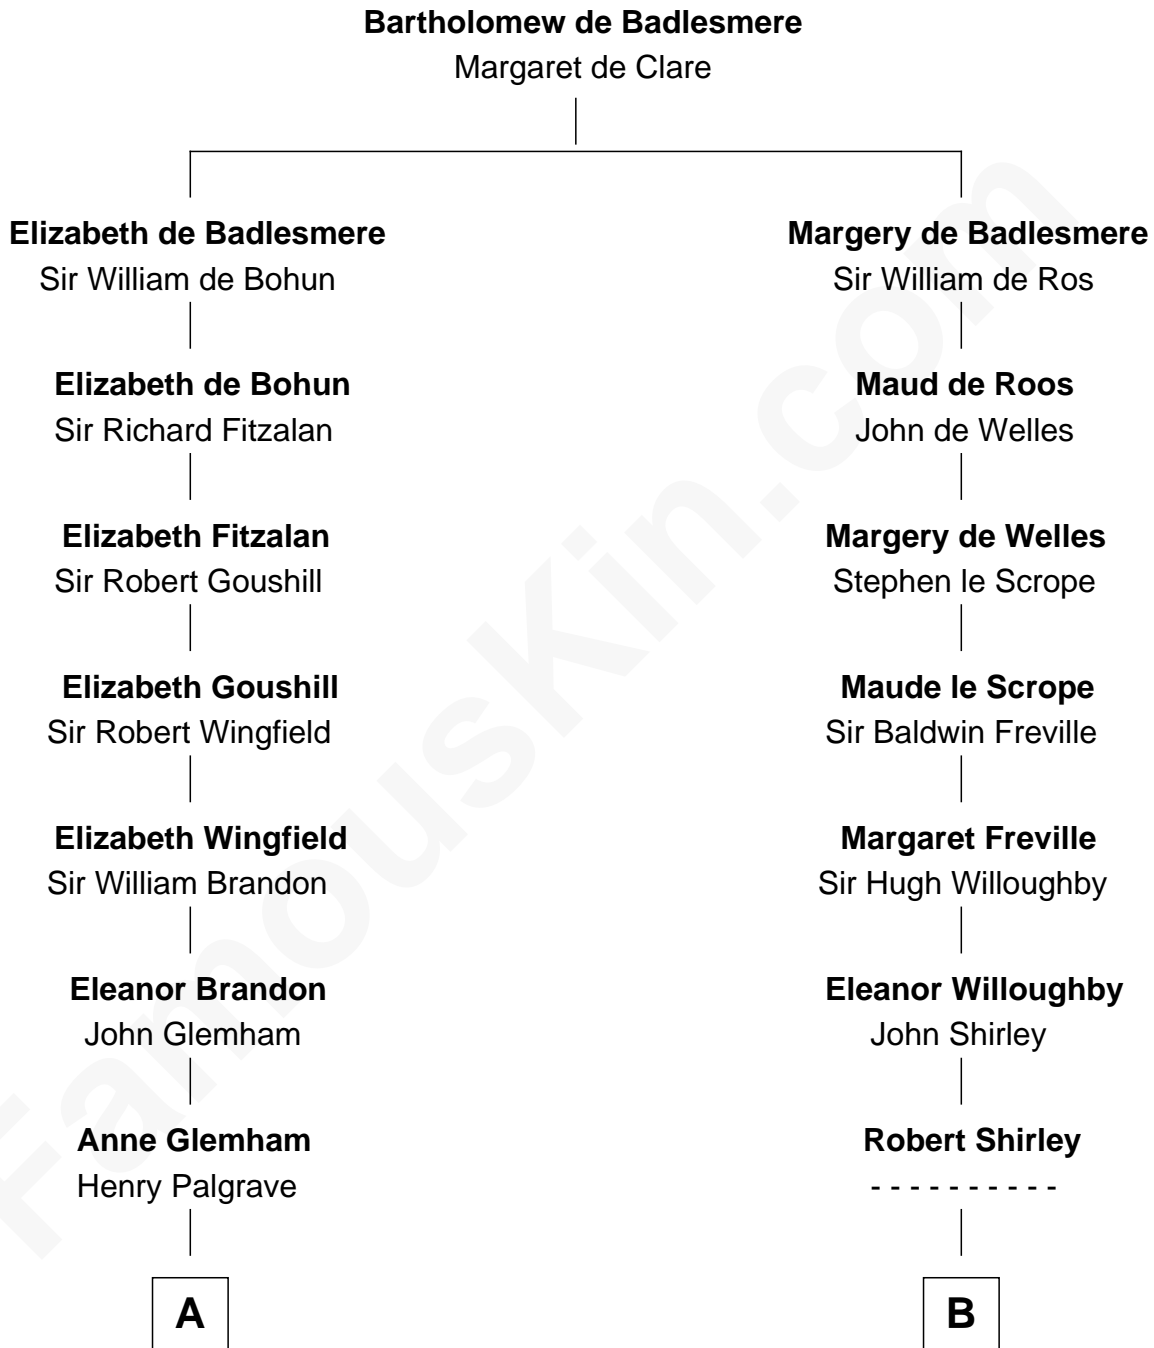 Bartholomew de Badlesmere
Margaret de Clare
Elizabeth de Badlesmere
Sir William de Bohun
Elizabeth de Bohun
Sir Richard Fitzalan
Elizabeth Fitzalan
Sir Robert Goushill
Elizabeth Goushill
Sir Robert Wingfield
Elizabeth Wingfield
Sir William Brandon
Eleanor Brandon
John Glemham
Anne Glemham
Henry Palgrave
A
Margery de Badlesmere
Sir William de Ros
Maud de Roos
John de Welles
Margery de Welles
Stephen le Scrope
Maude le Scrope
Sir Baldwin Freville
Margaret Freville
Sir Hugh Willoughby
Eleanor Willoughby
John Shirley
Robert Shirley
- - - - - - - - - -
B
FamousKin.com